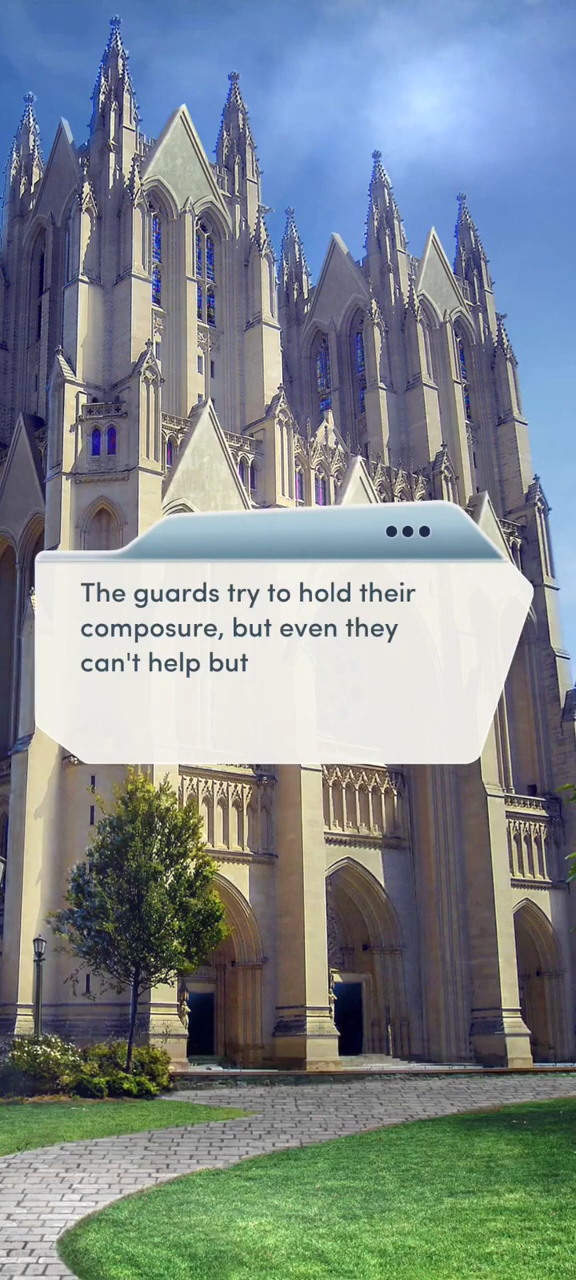 The guards try to hold their
composure, but even they
can't help but